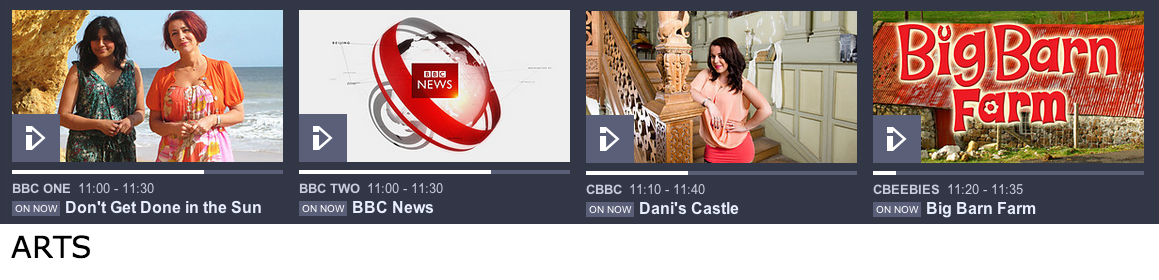 BEIJING
BBC
NEWS
Big Barn
Farm
BBC ONE 11:00 - 11:30
ON NOW Don't Get Done in the Sun
BBC TWO 11:00 - 11:30
ON NOW BBC News
CBBC 11:10 - 11:40
ON NOW Dani's Castle
CBEEBIES 11:20 - 11:35
ON NOW Big Barn Farm
ARTS